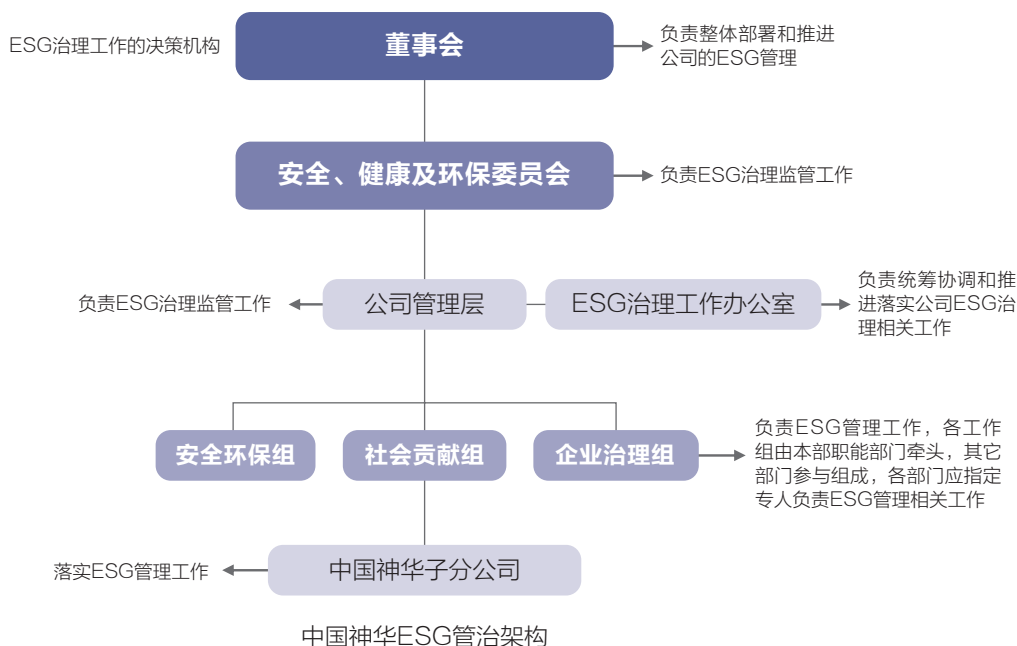 ESG治理工作的决策机构
董事会
负责整体部署和推进
公司的ESG管理
安全、健康及环保委员会
负责ESG治理监管工作
负责ESG治理监管工作
公司管理层
ESG治理工作办公室
负责统筹协调和推
进落实公司ESG治
理相关工作
安全环保组
社会贡献组
企业治理组
负责ESG管理工作，各工作
组由本部职能部门牵头，其它
部门参与组成，各部门应指定
专人负责ESG管理相关工作
落实ESG管理工作
中国神华子分公司
中国神华ESG管治架构